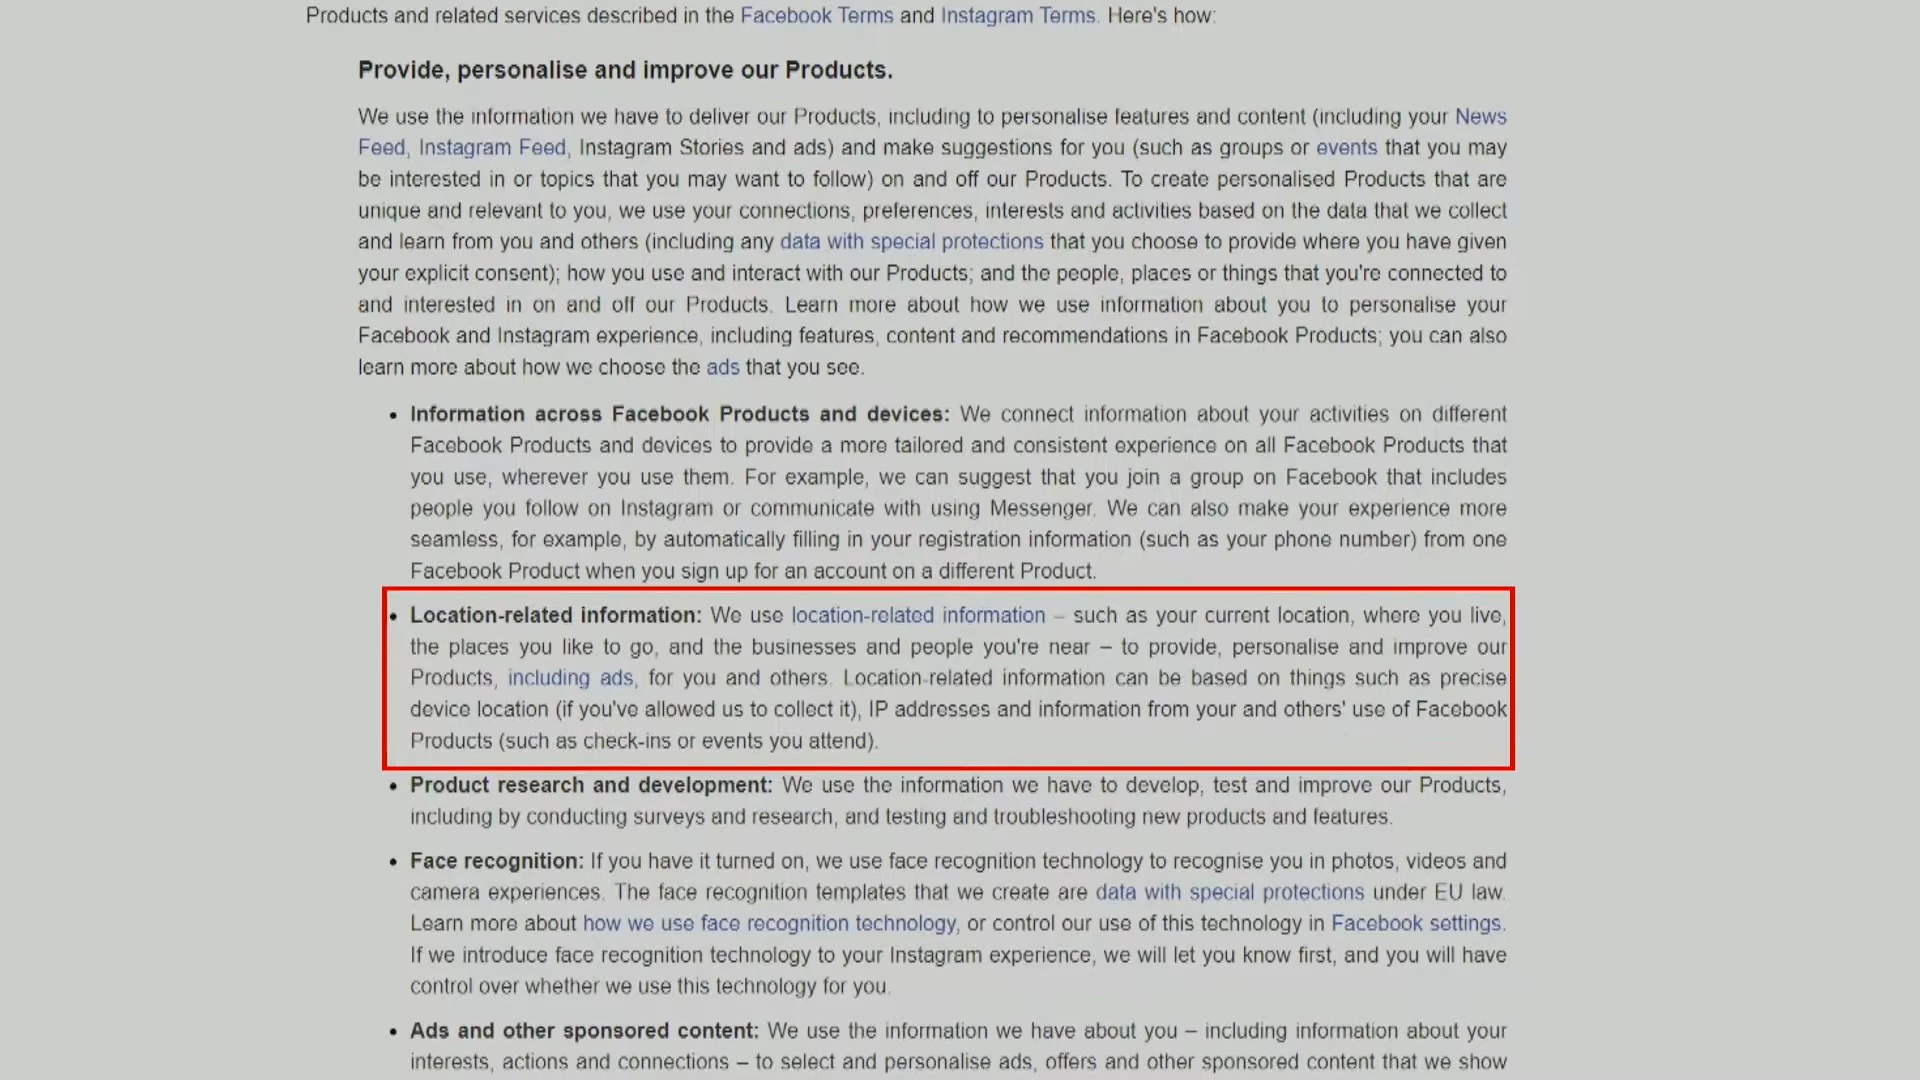 Products and related services described in the Facebook Terms and Instagram Terms. Here's how:
Provide, personalise and improve our Products.
We use the information we have to deliver our Products, including to personalise features and content (including your News
Feed, Instagram Feed, Instagram Stories and ads) and make suggestions for you (such as groups or events that you may
be interested in or topics that you may want to follow) on and off our Products. To create personalised Products that are
unique and relevant to you, we use your connections, preferences, interests and activities based on the data that we collect
and learn from you and others (including any data with special protections that you choose to provide where you have given
your explicit consent); how you use and interact with our Products; and the people, places or things that you're connected to
and interested in on and off our Products. Learn more about how we use information about you to personalise your
Facebook and Instagram experience, including features, content and recommendations in Facebook Products; you can also
learn more about how we choose the ads that you see.
• Information across Facebook Products and devices: We connect information about your activities on different
Facebook Products and devices to provide a more tailored and consistent experience on all Facebook Products that
you use, wherever you use them. For example, we can suggest that you join a group on Facebook that includes
people you follow on Instagram or communicate with using Messenger. We can also make your experience more
seamless, for example, by automatically filling in your registration information (such as your phone number) from one
Facebook Product when you sign up for an account on a different Product.
• Location-related information: We use location-related information – such as your current location, where you live,
the places you like to go, and the businesses and people you're near – to provide, personalise and improve our
Products, including ads, for you and others. Location-related information can be based on things such as precise
device location (if you've allowed us to collect it), IP addresses and information from your and others' use of Facebook
Products (such as check-ins or events you attend).
• Product research and development: We use the information we have to develop, test and improve our Products,
including by conducting surveys and research, and testing and troubleshooting new products and features.
• Face recognition: If you have it turned on, we use face recognition technology to recognise you in photos, videos and
camera experiences. The face recognition templates that we create are data with special protections under EU law.
Learn more about how we use face recognition technology, or control our use of this technology in Facebook settings.
If we introduce face recognition technology to your Instagram experience, we will let you know first, and you will have
control over whether we use this technology for you.
• Ads and other sponsored content: We use the information we have about you – including information about your
interests, actions and connections – to select and personalise ads, offers and other sponsored content that we show